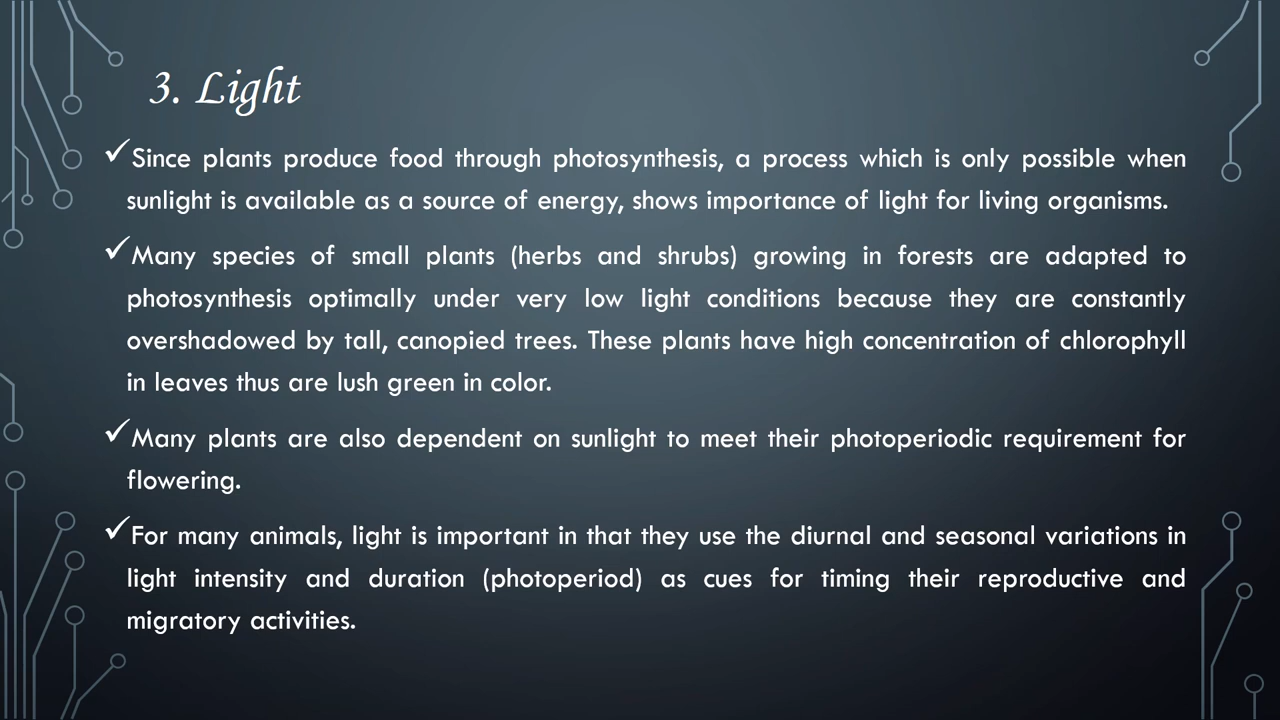 3. Light
✓Since plants produce food through photosynthesis, a process which is only possible when
sunlight is available as a source of energy, shows importance of light for living organisms.
✓Many species of small plants (herbs and shrubs) growing in forests are adapted to
photosynthesis optimally under very low light conditions because they are constantly
overshadowed by tall, canopied trees. These plants have high concentration of chlorophyll
in leaves thus are lush green in color.
✓Many plants are also dependent on sunlight to meet their photoperiodic requirement for
flowering.
✓For many animals, light is important in that they use the diurnal and seasonal variations in
light intensity and duration (photoperiod) as cues for timing their reproductive and
migratory activities.